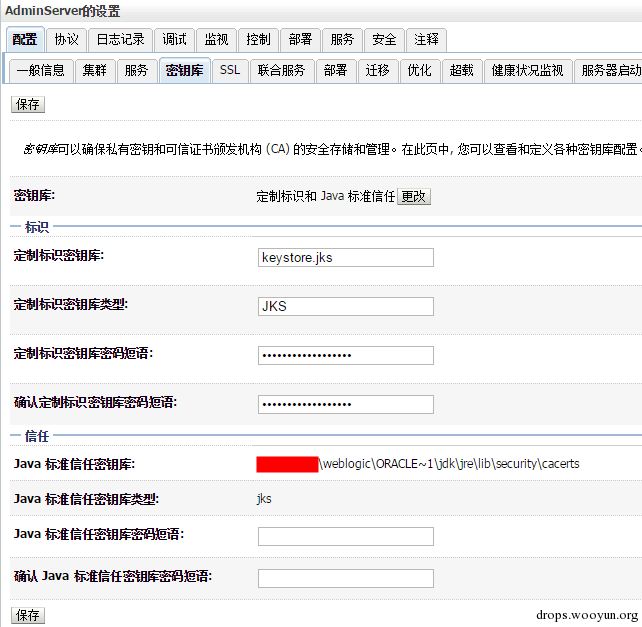 AdminServer的设置
配置 协议 日志记录 调试 监视 控制 部署 服务 安全 注释
一般信息 集群 服务 密钥库 SSL 联合服务 部署 迁移 优化 超载 健康状况监视 服务器启动
保存
密钥库可以确保私有密钥和可信证书颁发机构 (CA) 的安全存储和管理。在此页中, 您可以查看和定义各种密钥库配置。
密钥库: 定制标识和 Java 标准信任 更改
标识
定制标识密钥库: keystore.jks
定制标识密钥库类型: JKS
定制标识密钥库密码短语: ••••••••••••••••••
确认定制标识密钥库密码短语: ••••••••••••••••••
信任
Java 标准信任密钥库: \weblogic\ORACLE~1\jdk\jre\lib\security\cacerts
Java 标准信任密钥库类型: jks
Java 标准信任密钥库密码短语:
确认 Java 标准信任密钥库密码短语:
保存
drops.wooyun.org